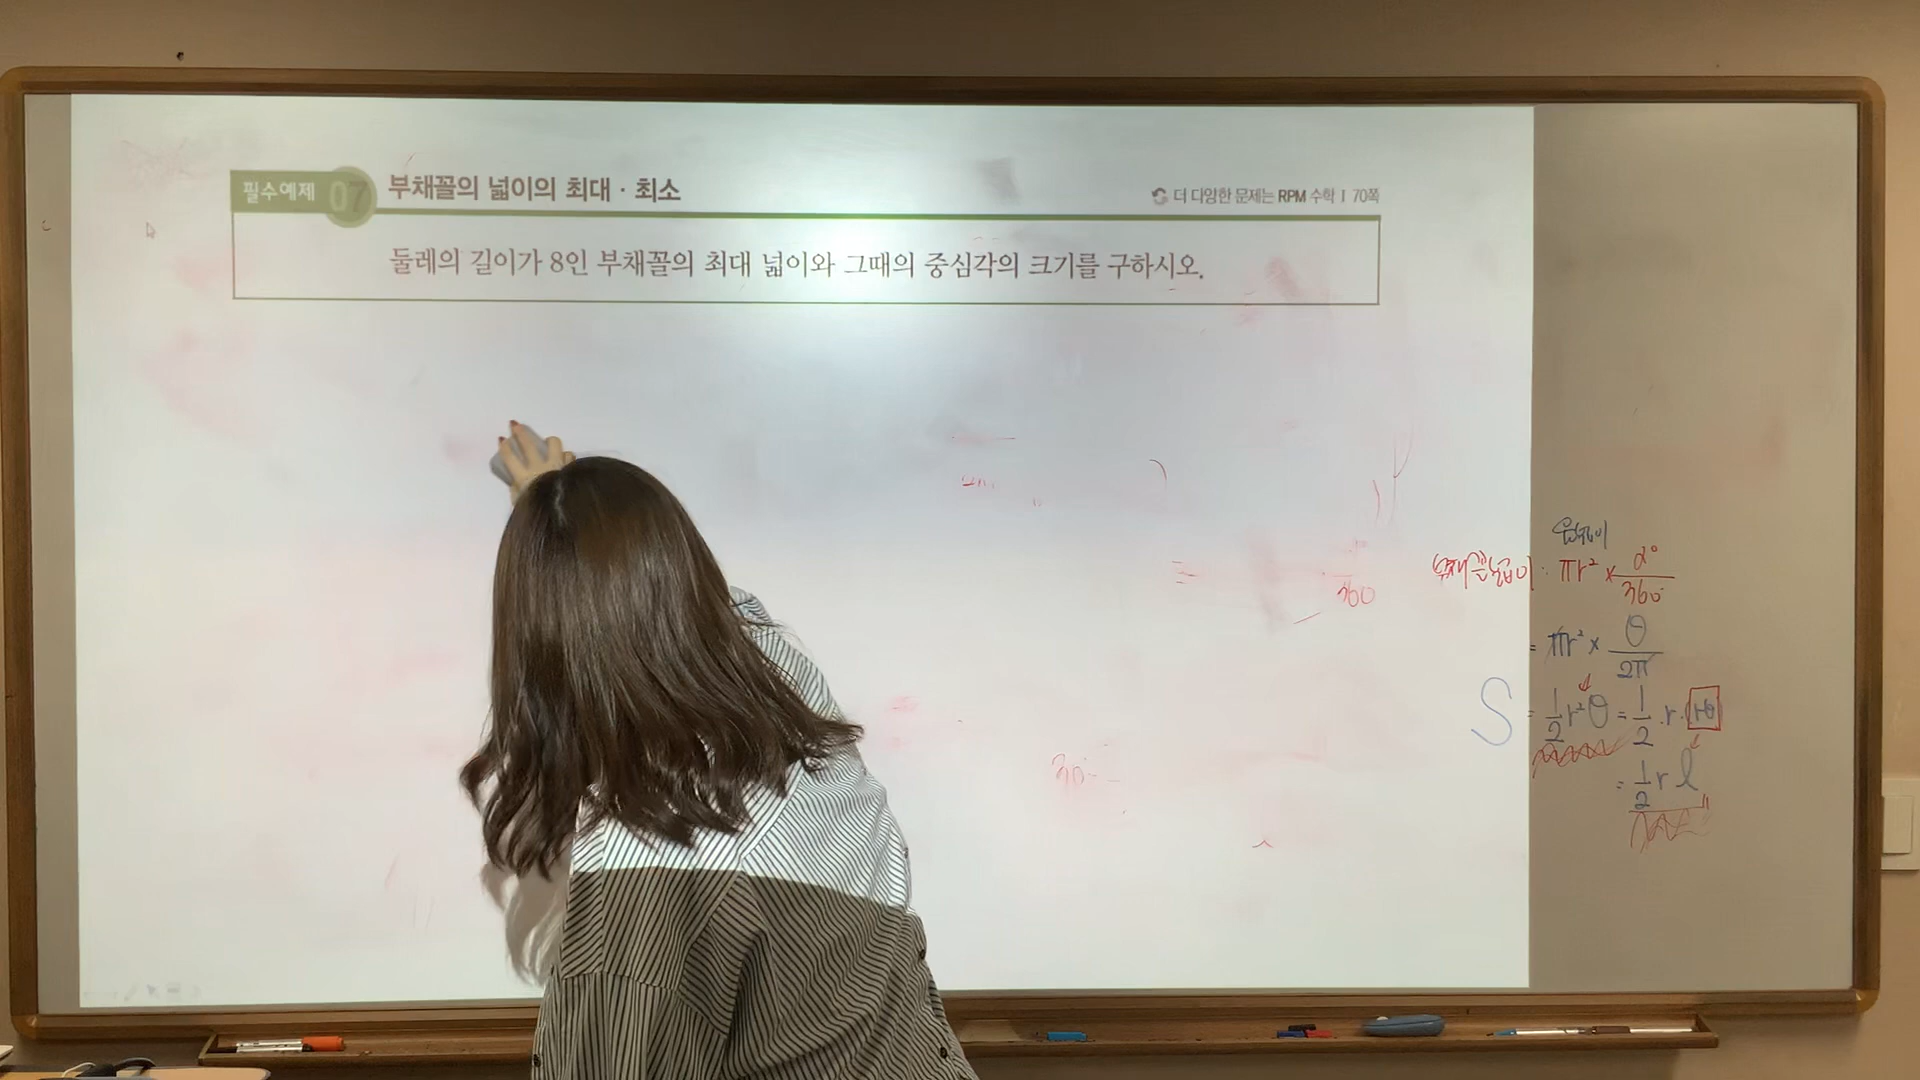 필수예제 07 부채꼴의 넓이의 최대 · 최소
더 다양한 문제는 RPM 수학 I 70쪽
둘레의 길이가 8인 부채꼴의 최대 넓이와 그때의 중심각의 크기를 구하시오.
360
30
원넓이
부채꼴넓이 : πr² × α°/360°
= πr² × θ/2π
S = 1/2 r²θ = 1/2 · r · rθ
= 1/2 r l